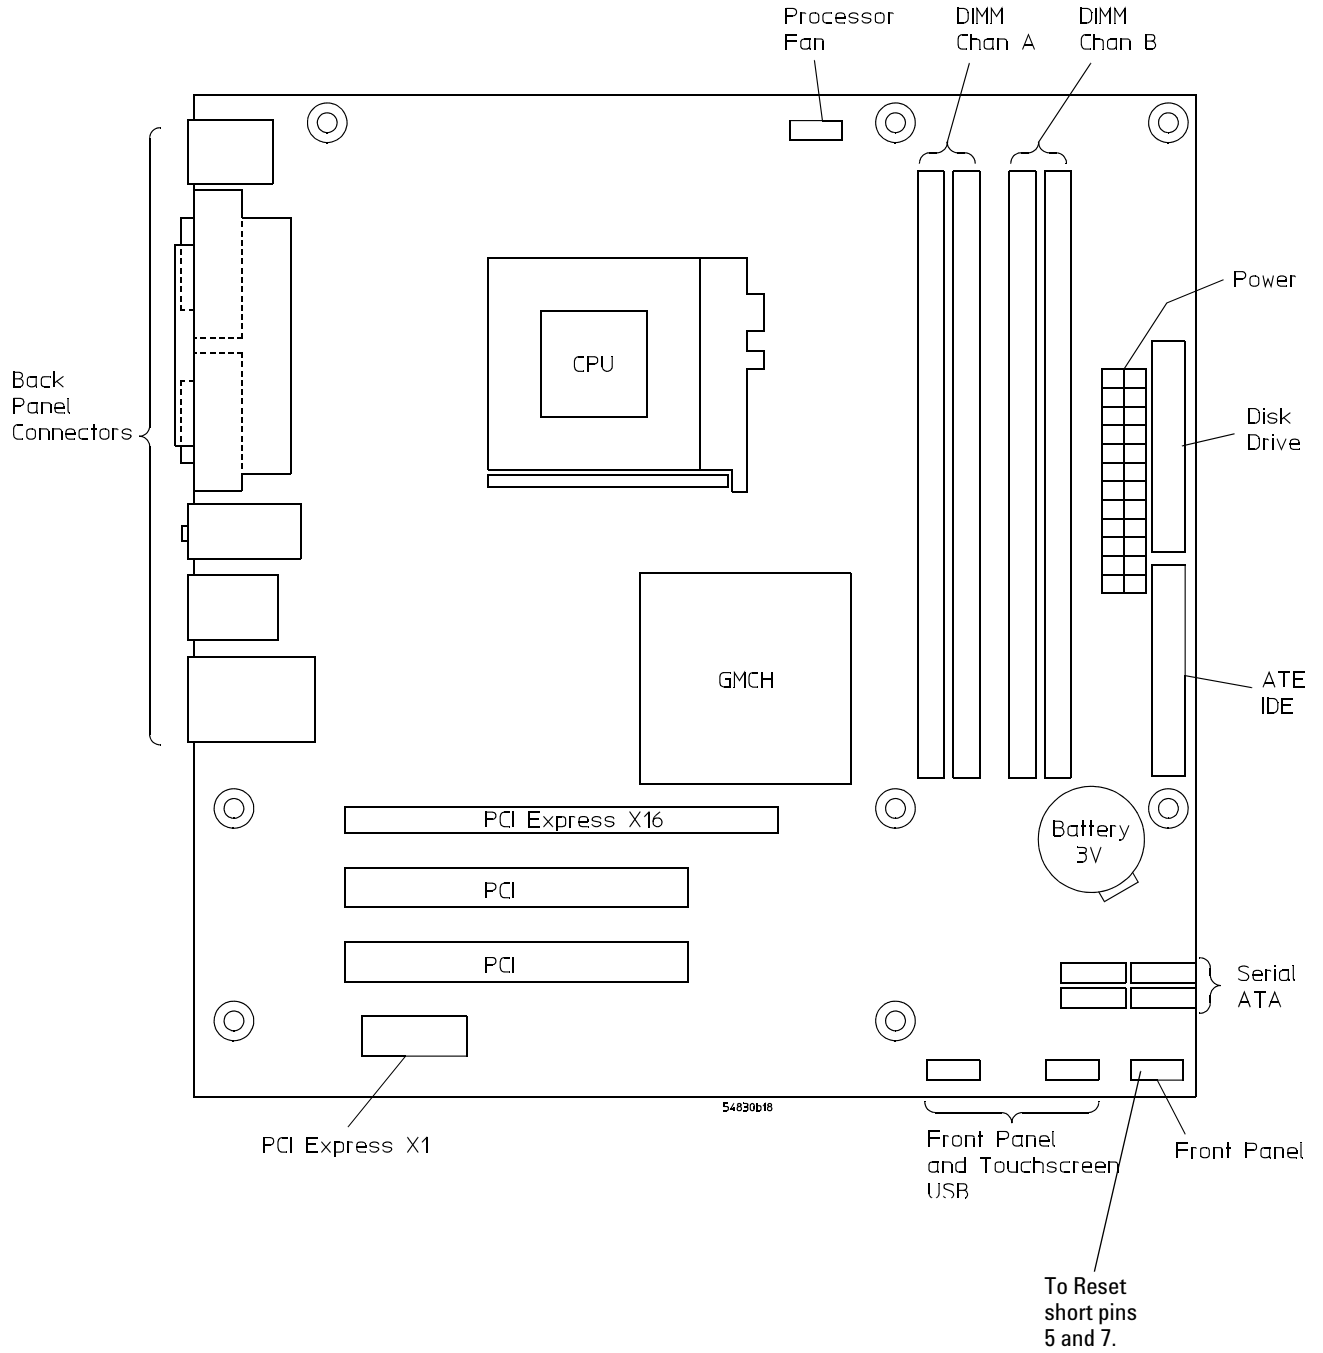 Processor
Fan
DIMM
Chan A
DIMM
Chan B
Power
Back
Panel
Connectors
CPU
Disk
Drive
GMCH
ATE
IDE
PCI Express X16
Battery
3V
PCI
PCI
Serial
ATA
54830b18
PCI Express X1
Front Panel
and Touchscreen
USB
Front Panel
To Reset
short pins
5 and 7.